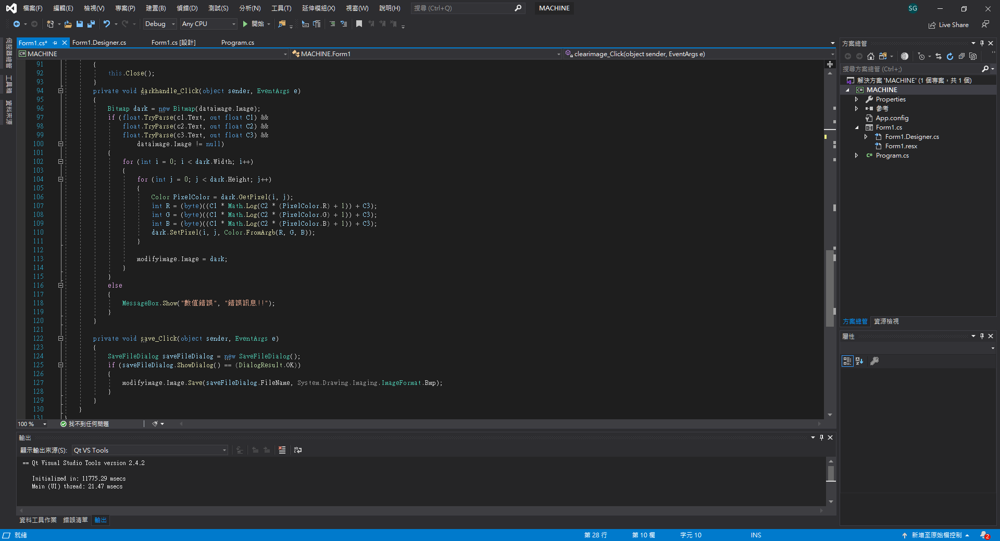 檔案(F) 編輯(E) 檢視(V) 專案(P) 建置(B) 偵錯(D) 測試(S) 分析(N) 工具(T) 延伸模組(X) 視窗(W) 說明(H) 搜尋 (Ctrl+Q) MACHINE SG
Debug Any CPU 開始 Live Share
伺服器總管
工具箱
資料來源
Form1.cs* Form1.Designer.cs Form1.cs [設計] Program.cs
MACHINE MACHINE.Form1 clearimage_Click(object sender, EventArgs e)
91 {
92 this.Close();
93 }
94 private void darkhandle_Click(object sender, EventArgs e)
95 {
96 Bitmap dark = new Bitmap(dataimage.Image);
97 if (float.TryParse(c1.Text, out float C1) &&
98 float.TryParse(c2.Text, out float C2) &&
99 float.TryParse(c3.Text, out float C3) &&
100 dataimage.Image != null)
101 {
102 for (int i = 0; i < dark.Width; i++)
103 {
104 for (int j = 0; j < dark.Height; j++)
105 {
106 Color PixelColor = dark.GetPixel(i, j);
107 int R = (byte)((C1 * Math.Log(C2 * (PixelColor.R) + 1)) + C3);
108 int G = (byte)((C1 * Math.Log(C2 * (PixelColor.G) + 1)) + C3);
109 int B = (byte)((C1 * Math.Log(C2 * (PixelColor.B) + 1)) + C3);
110 dark.SetPixel(i, j, Color.FromArgb(R, G, B));
111 }
112
113 modifyimage.Image = dark;
114 }
115 }
116 else
117 {
118 MessageBox.Show("數值錯誤", "錯誤訊息!!");
119 }
120 }
121
122 private void save_Click(object sender, EventArgs e)
123 {
124 SaveFileDialog saveFileDialog = new SaveFileDialog();
125 if (saveFileDialog.ShowDialog() == (DialogResult.OK))
126 {
127 modifyimage.Image.Save(saveFileDialog.FileName, System.Drawing.Imaging.ImageFormat.Bmp);
128 }
129 }
130 }
131 }
100 % 找不到任何問題
輸出
顯示輸出來源(S): Qt VS Tools
== Qt Visual Studio Tools version 2.4.2
Initialized in: 11775.29 msecs
Main (UI) thread: 21.47 msecs
資料工具作業 錯誤清單 輸出
方案總管
搜尋方案總管 (Ctrl+;)
解決方案 'MACHINE' (1 個專案，共 1 個)
C# MACHINE
Properties
參考
App.config
Form1.cs
Form1.Designer.cs
Form1.resx
C# Program.cs
方案總管 資源檢視
屬性
就緒 第 28 行 第 10 欄 字元 10 INS 新增至原始檔控制 2